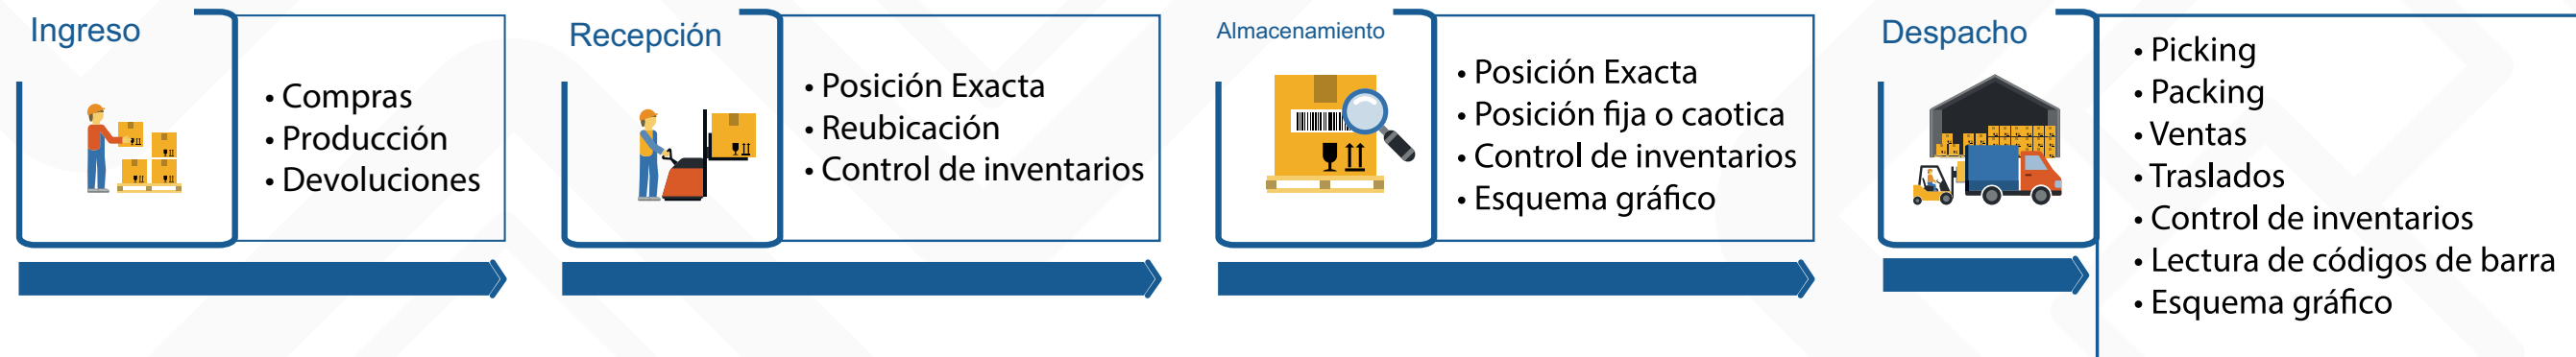 Ingreso
• Compras
• Producción
• Devoluciones
Recepción
• Posición Exacta
• Reubicación
• Control de inventarios
Almacenamiento
• Posición Exacta
• Posición fija o caotica
• Control de inventarios
• Esquema gráfico
Despacho
• Picking
• Packing
• Ventas
• Traslados
• Control de inventarios
• Lectura de códigos de barra
• Esquema gráfico